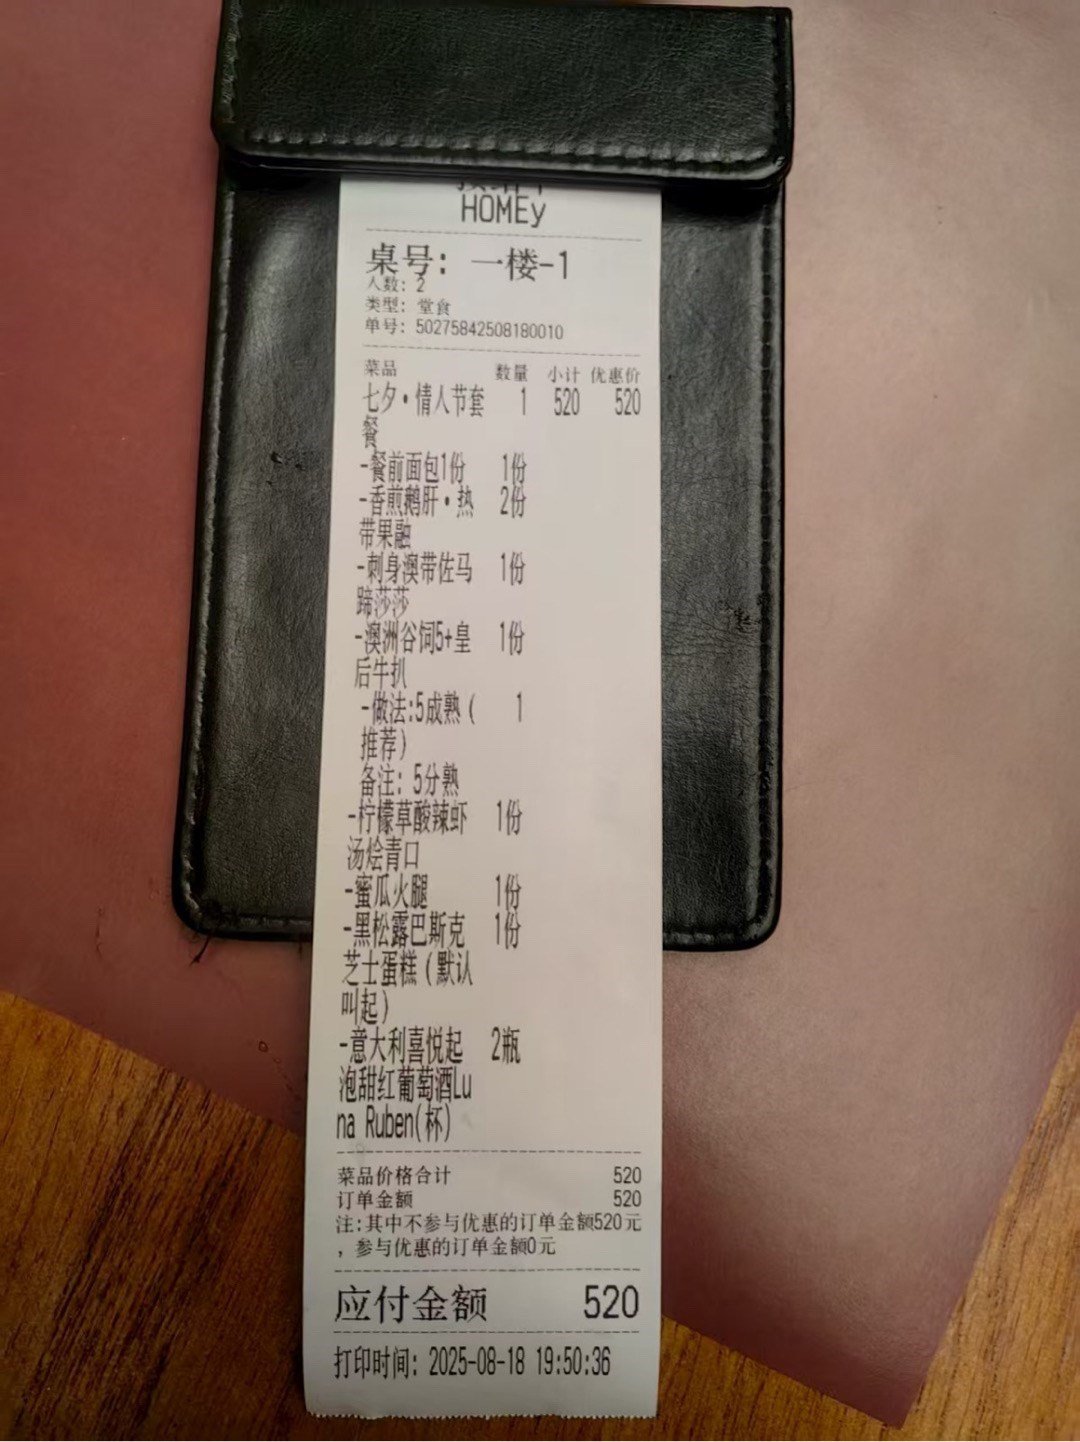 HOMEy
桌号: 一楼-1
人数: 2
类型: 堂食
单号: 50275842508180010
菜品 数量 小计 优惠价
七夕·情人节套 1 520 520
餐
-餐前面包1份 1份
-香煎鹅肝·热 2份
带果融
-刺身澳带佐马 1份
蹄莎莎
-澳洲谷饲5+皇 1份
后牛扒
-做法:5成熟( 1
推荐)
备注: 5分熟
-柠檬草酸辣虾 1份
汤烩青口
-蜜瓜火腿 1份
-黑松露巴斯克 1份
芝士蛋糕(默认
叫起)
-意大利喜悦起 2瓶
泡甜红葡萄酒Lu
na Ruben(杯)
菜品价格合计 520
订单金额 520
注:其中不参与优惠的订单金额520元
,参与优惠的订单金额0元
应付金额 520
打印时间: 2025-08-18 19:50:36